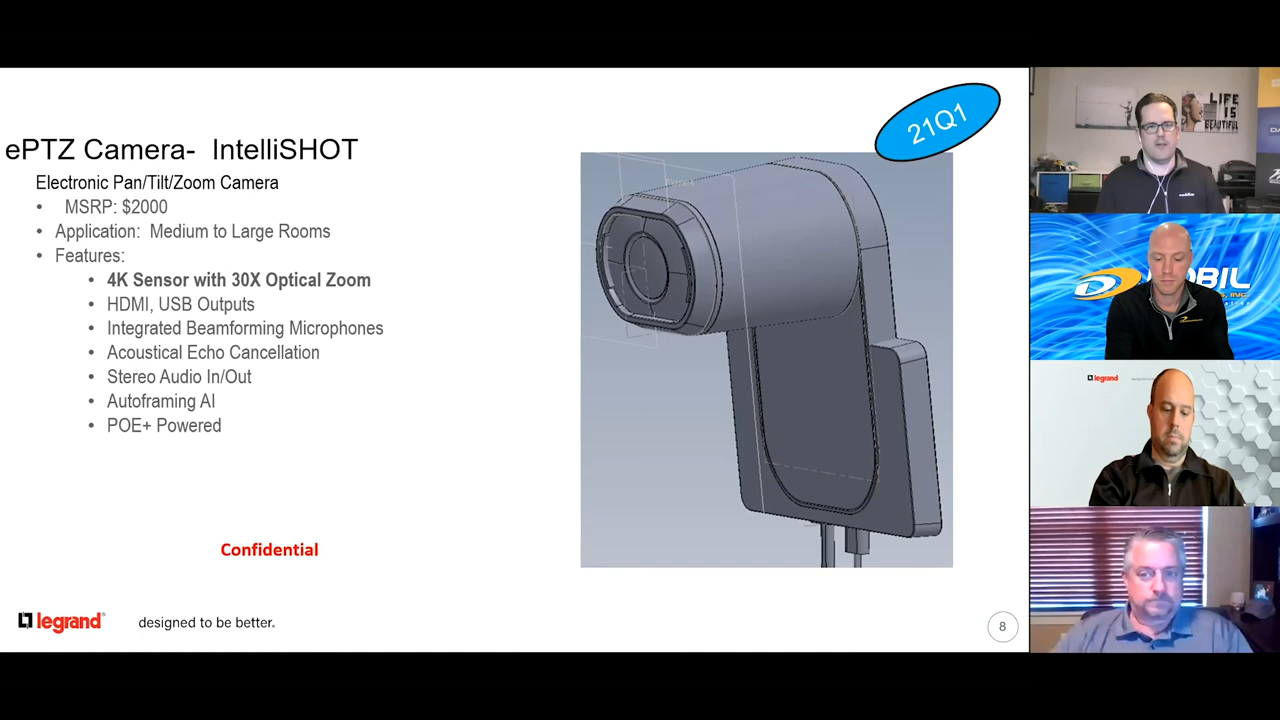 21Q1
ePTZ Camera- IntelliSHOT
Electronic Pan/Tilt/Zoom Camera
• MSRP: $2000
• Application: Medium to Large Rooms
• Features:
• 4K Sensor with 30X Optical Zoom
• HDMI, USB Outputs
• Integrated Beamforming Microphones
• Acoustical Echo Cancellation
• Stereo Audio In/Out
• Autoframing AI
• POE+ Powered
Confidential
legrand®
designed to be better.
8
LIFE
IS
BEAUTIFUL
BIL
INC.
legrand